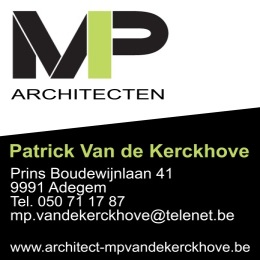 MP
ARCHITECTEN
Patrick Van de Kerckhove
Prins Boudewijnlaan 41
9991 Adegem
Tel. 050 71 17 87
mp.vandekerckhove@telenet.be
www.architect-mpvandekerckhove.be